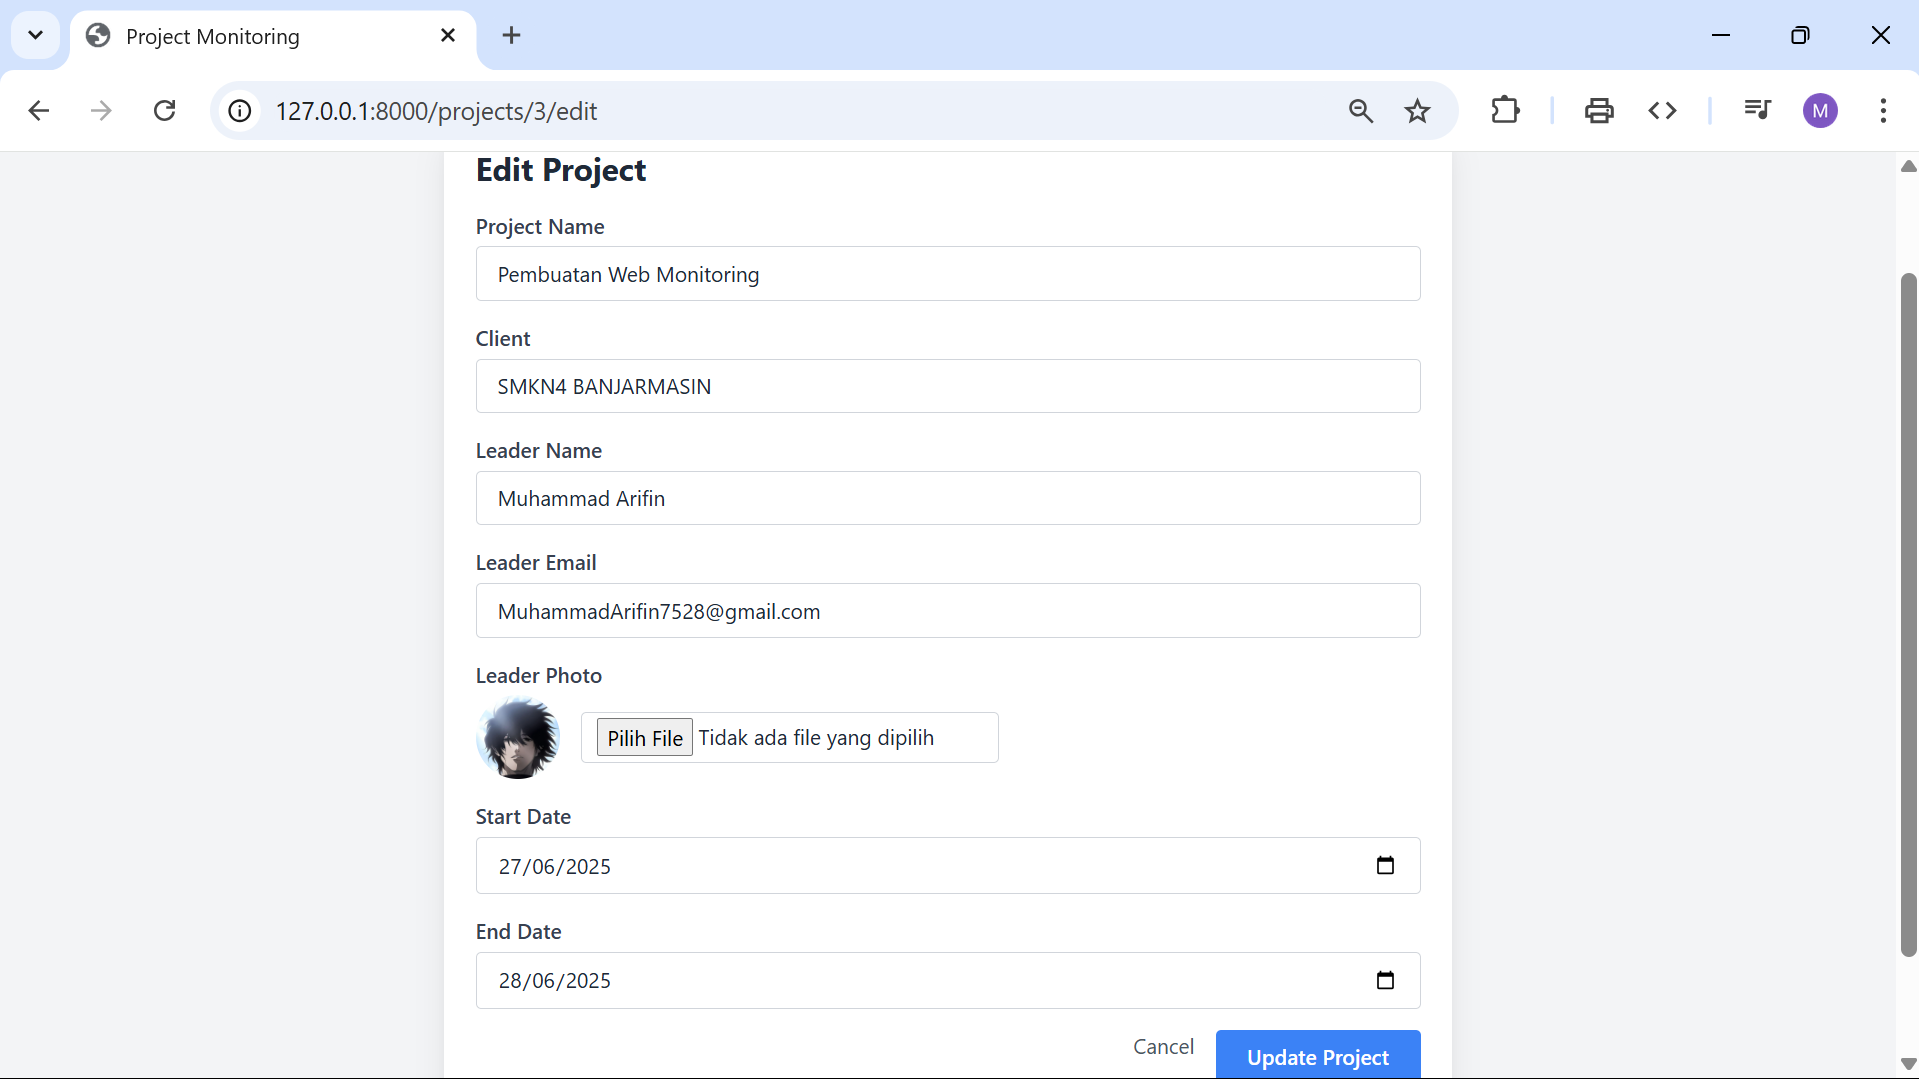 Project Monitoring
127.0.0.1:8000/projects/3/edit
M
Edit Project
Project Name
Pembuatan Web Monitoring
Client
SMKN4 BANJARMASIN
Leader Name
Muhammad Arifin
Leader Email
MuhammadArifin7528@gmail.com
Leader Photo
Pilih File Tidak ada file yang dipilih
Start Date
27/06/2025
End Date
28/06/2025
Cancel Update Project